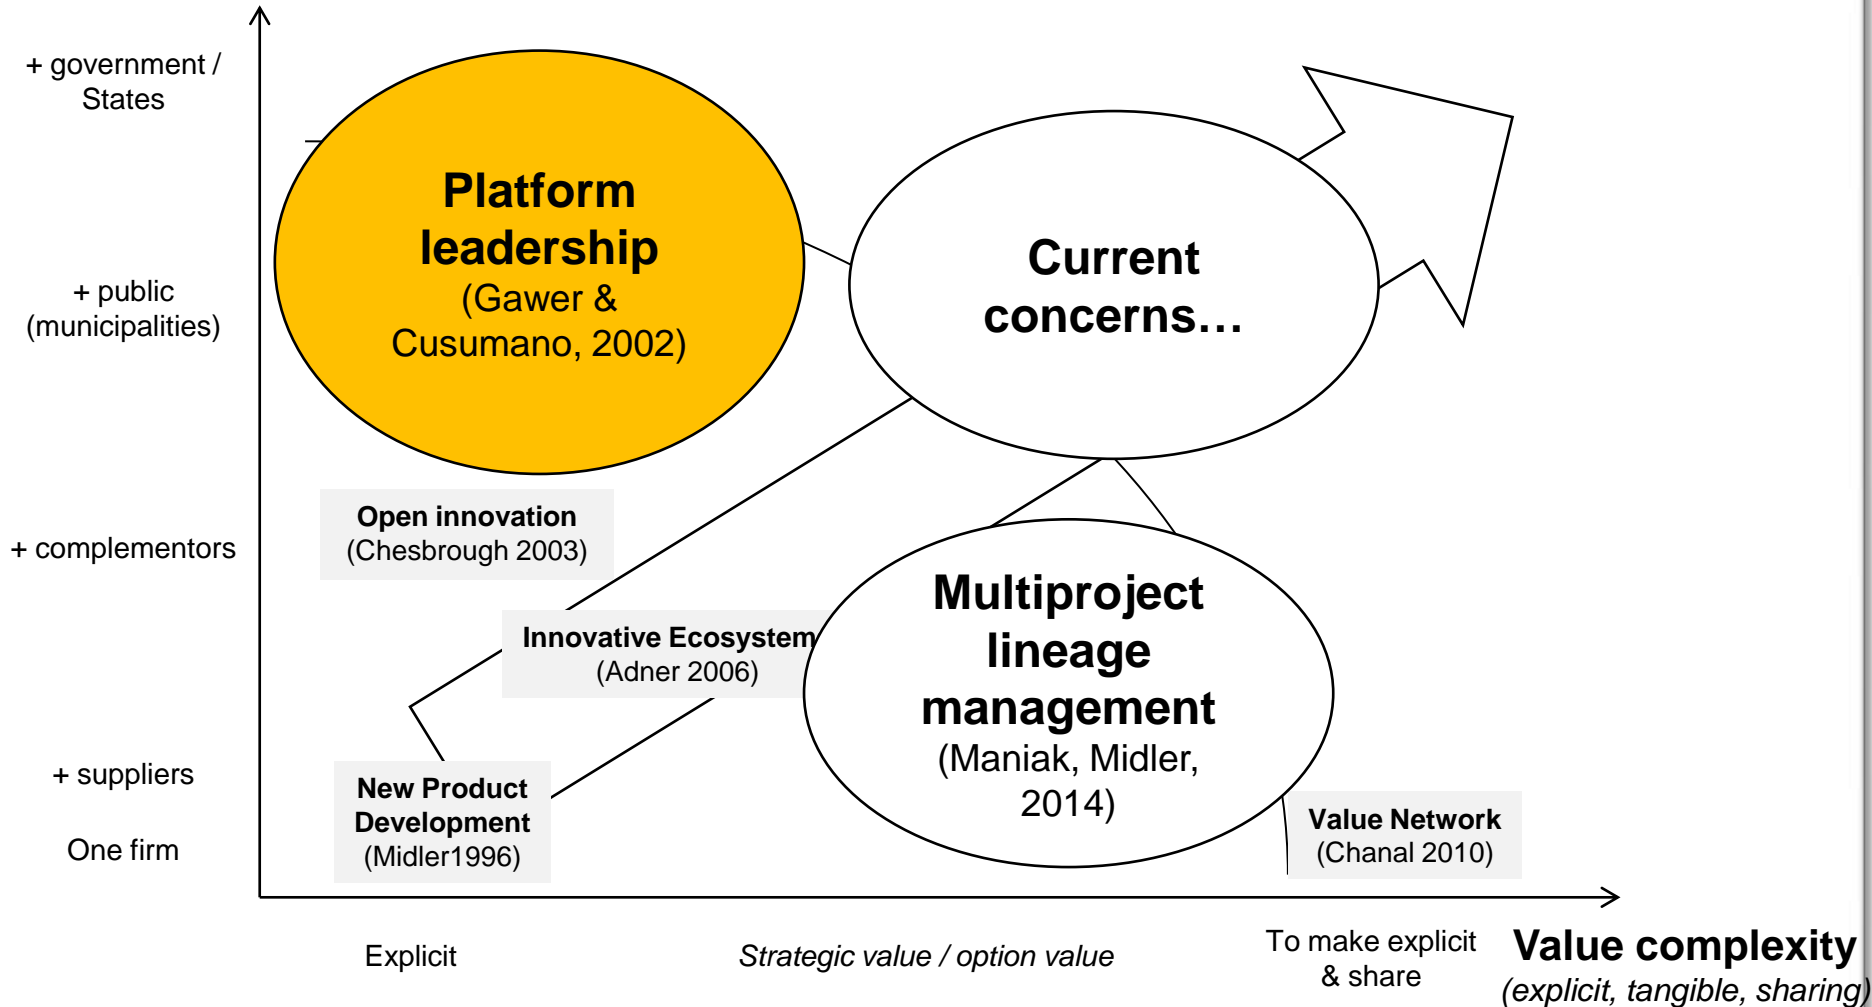 + government /
States
+ public
(municipalities)
+ complementors
+ suppliers
One firm
Platform
leadership
(Gawer &
Cusumano, 2002)
Current
concerns…
Open innovation
(Chesbrough 2003)
Innovative Ecosystem
(Adner 2006)
Multiproject
lineage
management
(Maniak, Midler,
2014)
New Product
Development
(Midler1996)
Value Network
(Chanal 2010)
Explicit
Strategic value / option value
To make explicit
& share
Value complexity
(explicit, tangible, sharing)